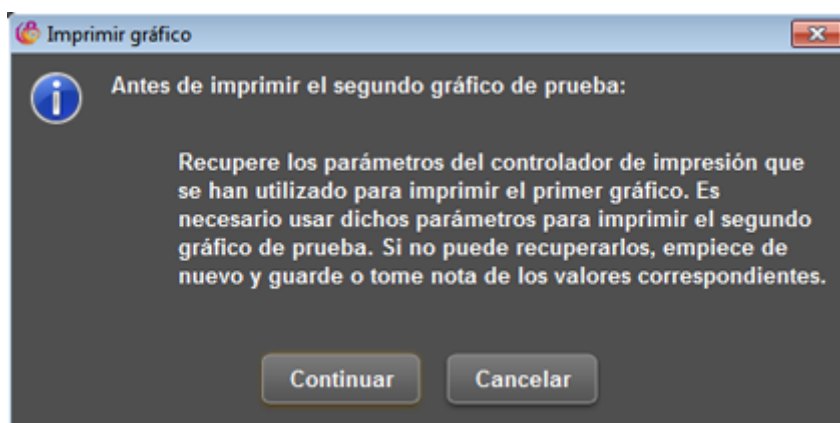 Imprimir gráfico
Antes de imprimir el segundo gráfico de prueba:
Recupere los parámetros del controlador de impresión que
se han utilizado para imprimir el primer gráfico. Es
necesario usar dichos parámetros para imprimir el segundo
gráfico de prueba. Si no puede recuperarlos, empiece de
nuevo y guarde o tome nota de los valores correspondientes.
Continuar
Cancelar